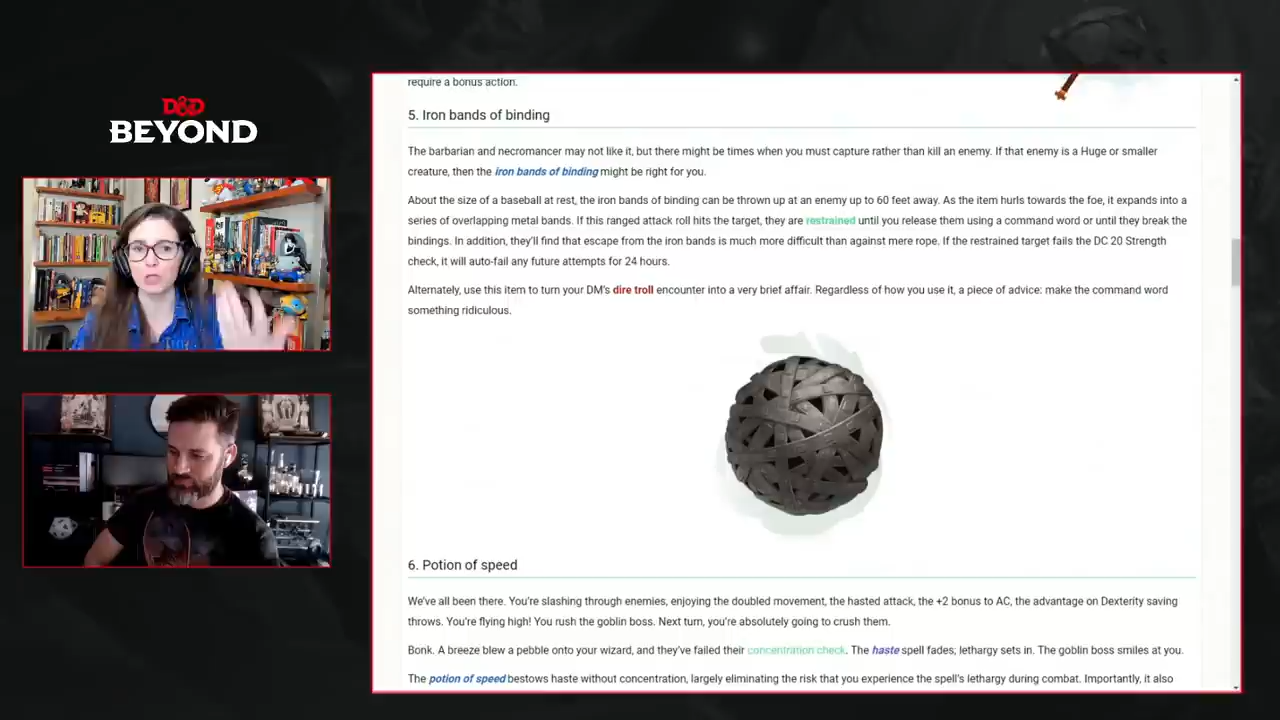 D&D
BEYOND
require a bonus action.
5. Iron bands of binding
The barbarian and necromancer may not like it, but there might be times when you must capture rather than kill an enemy. If that enemy is a Huge or smaller
creature, then the iron bands of binding might be right for you.
About the size of a baseball at rest, the iron bands of binding can be thrown up at an enemy up to 60 feet away. As the item hurls towards the foe, it expands into a
series of overlapping metal bands. If this ranged attack roll hits the target, they are restrained until you release them using a command word or until they break the
bindings. In addition, they'll find that escape from the iron bands is much more difficult than against mere rope. If the restrained target fails the DC 20 Strength
check, it will auto-fail any future attempts for 24 hours.
Alternately, use this item to turn your DM's dire troll encounter into a very brief affair. Regardless of how you use it, a piece of advice: make the command word
something ridiculous.
6. Potion of speed
We've all been there. You're slashing through enemies, enjoying the doubled movement, the hasted attack, the +2 bonus to AC, the advantage on Dexterity saving
throws. You're flying high! You rush the goblin boss. Next turn, you're absolutely going to crush them.
Bonk. A breeze blew a pebble onto your wizard, and they've failed their concentration check. The haste spell fades; lethargy sets in. The goblin boss smiles at you.
The potion of speed bestows haste without concentration, largely eliminating the risk that you experience the spell's lethargy during combat. Importantly, it also